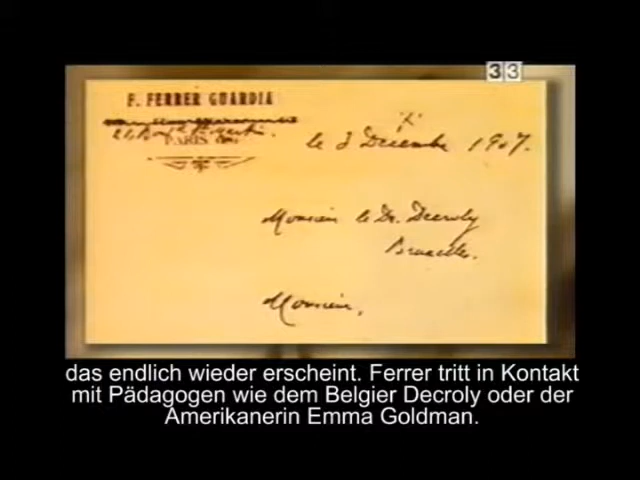 33
F. FERRER GUARDIA
PARIS
le 3 Decembre 1907.
Monsieur le Dr. Decroly
Bruxelles.
Monsieur,
das endlich wieder erscheint. Ferrer tritt in Kontakt
mit Pädagogen wie dem Belgier Decroly oder der
Amerikanerin Emma Goldman.